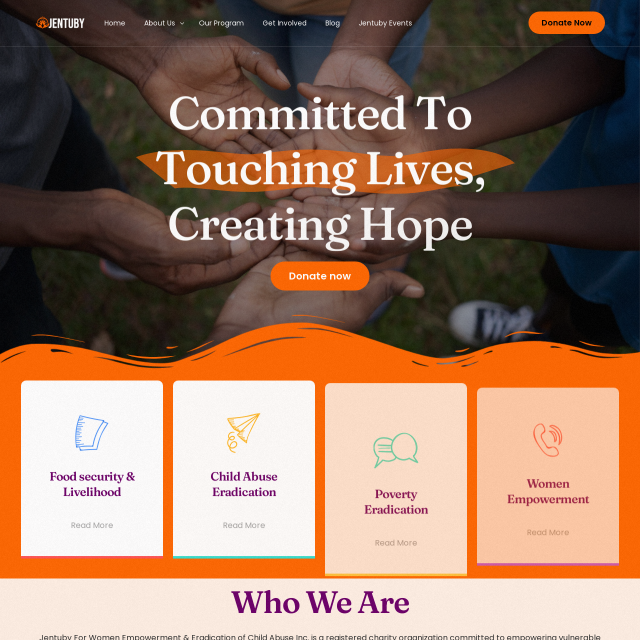 JENTUBY
Home
About Us
Our Program
Get Involved
Blog
Jentuby Events
Donate Now
Committed To
Touching Lives,
Creating Hope
Donate now
Food security &
Livelihood
Read More
Child Abuse
Eradication
Read More
Poverty
Eradication
Read More
Women
Empowerment
Read More
Who We Are
Jentuby For Women Empowerment & Eradication of Child Abuse Inc. is a registered charity organization committed to empowering vulnerable